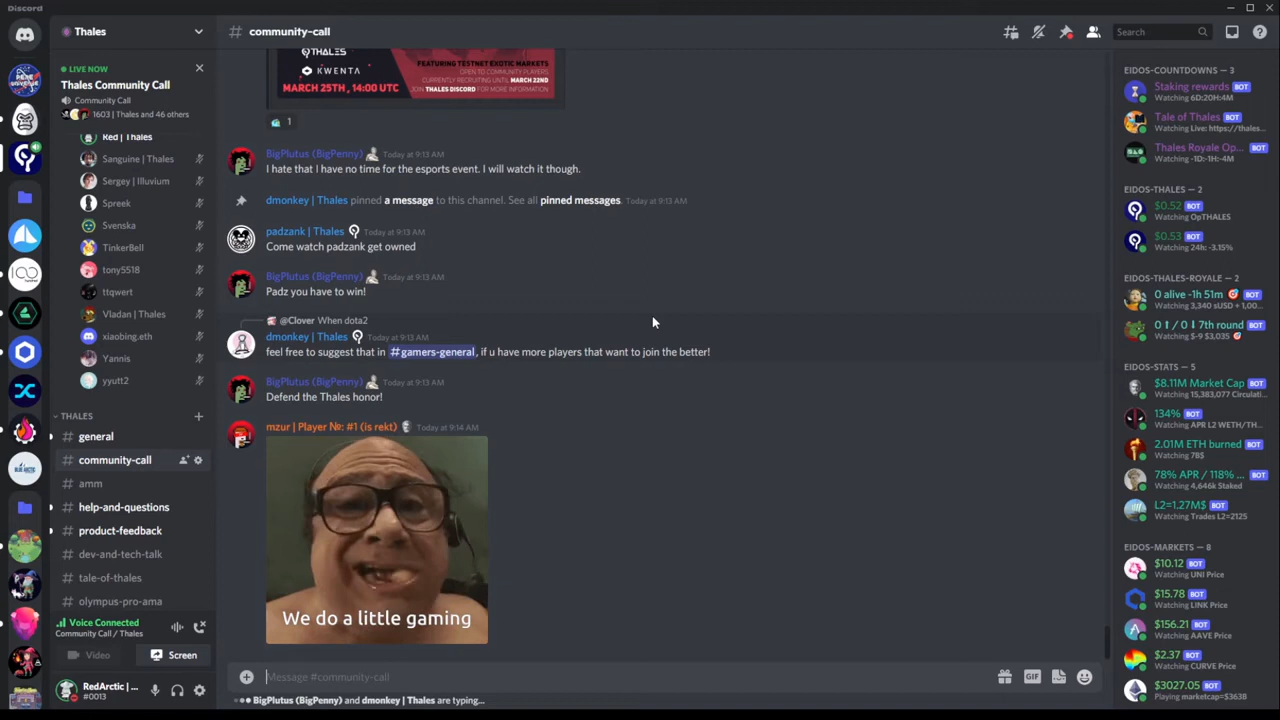 Discord
Thales
LIVE NOW
Thales Community Call
Community Call
1603 | Thales and 46 others
Red | Thales
Sanguine | Thales
Sergey | Illuvium
Spreek
Svenska
TinkerBell
tony5518
ttqwert
Vladan | Thales
xiaobing.eth
Yannis
yyutt2
THALES
general
community-call
amm
help-and-questions
product-feedback
dev-and-tech-talk
tale-of-thales
olympus-pro-ama
Voice Connected
Community Call / Thales
Video
Screen
RedArctic | ...
#0013
# community-call
Search
THALES
KWENTA
MARCH 25TH, 14:00 UTC
FEATURING TESTNET EXOTIC MARKETS
OPEN TO COMMUNITY PLAYERS
CURRENTLY RECRUITING UNTIL MARCH 22ND
JOIN THALES DISCORD FOR MORE INFORMATION
1
BigPlutus (BigPenny) Today at 9:13 AM
I hate that I have no time for the esports event. I will watch it though.
dmonkey | Thales pinned a message to this channel. See all pinned messages. Today at 9:13 AM
padzank | Thales Today at 9:13 AM
Come watch padzank get owned
BigPlutus (BigPenny) Today at 9:13 AM
Padz you have to win!
@Clover When dota2
dmonkey | Thales Today at 9:13 AM
feel free to suggest that in #gamers-general, if u have more players that want to join the better!
BigPlutus (BigPenny) Today at 9:13 AM
Defend the Thales honor!
mzur | Player №: #1 (is rekt) Today at 9:14 AM
We do a little gaming
Message #community-call
GIF
BigPlutus (BigPenny) and dmonkey | Thales are typing...
EIDOS-COUNTDOWNS — 3
Staking rewards BOT
Watching 6D:20H:4M
Tale of Thales BOT
Watching Live: https://thales...
Thales Royale Op... BOT
Watching -1D:-1H:-4M
EIDOS-THALES — 2
$0.52 BOT
Watching OpTHALES
$0.53 BOT
Watching 24h: -3.15%
EIDOS-THALES-ROYALE — 2
0 alive -1h 51m BOT
Watching 3,340 sUSD + 1,00...
0 / 0 7th round BOT
Watching $-9 $3,035
EIDOS-STATS — 5
$8.11M Market Cap BOT
Watching 15,383,077 Circulati...
134% BOT
Watching APR L2 WETH/TH...
2.01M ETH burned BOT
Watching 7B$
78% APR / 118% ... BOT
Watching 4,646k Staked
L2=1.27M$ BOT
Watching Trades L2=2125
EIDOS-MARKETS — 8
$10.12 BOT
Watching UNI Price
$15.78 BOT
Watching LINK Price
$156.21 BOT
Watching AAVE Price
$2.37 BOT
Watching CURVE Price
$3027.05 BOT
Playing marketcap=$363B